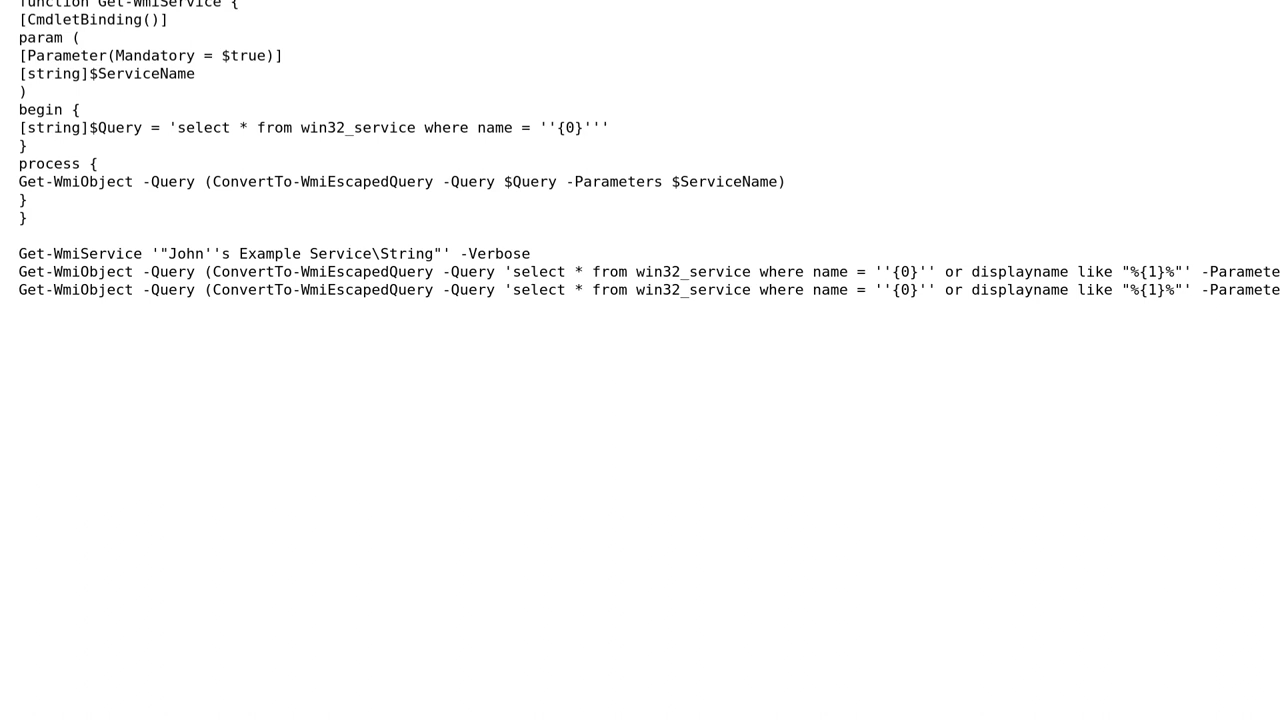 function Get-WmiService {
[CmdletBinding()]
param (
[Parameter(Mandatory = $true)]
[string]$ServiceName
)
begin {
[string]$Query = 'select * from win32_service where name = ''{0}'''
}
process {
Get-WmiObject -Query (ConvertTo-WmiEscapedQuery -Query $Query -Parameters $ServiceName)
}
}
Get-WmiService '"John''s Example Service\String"' -Verbose
Get-WmiObject -Query (ConvertTo-WmiEscapedQuery -Query 'select * from win32_service where name = ''{0}'' or displayname like "%{1}%"' -Paramete
Get-WmiObject -Query (ConvertTo-WmiEscapedQuery -Query 'select * from win32_service where name = ''{0}'' or displayname like "%{1}%"' -Paramete